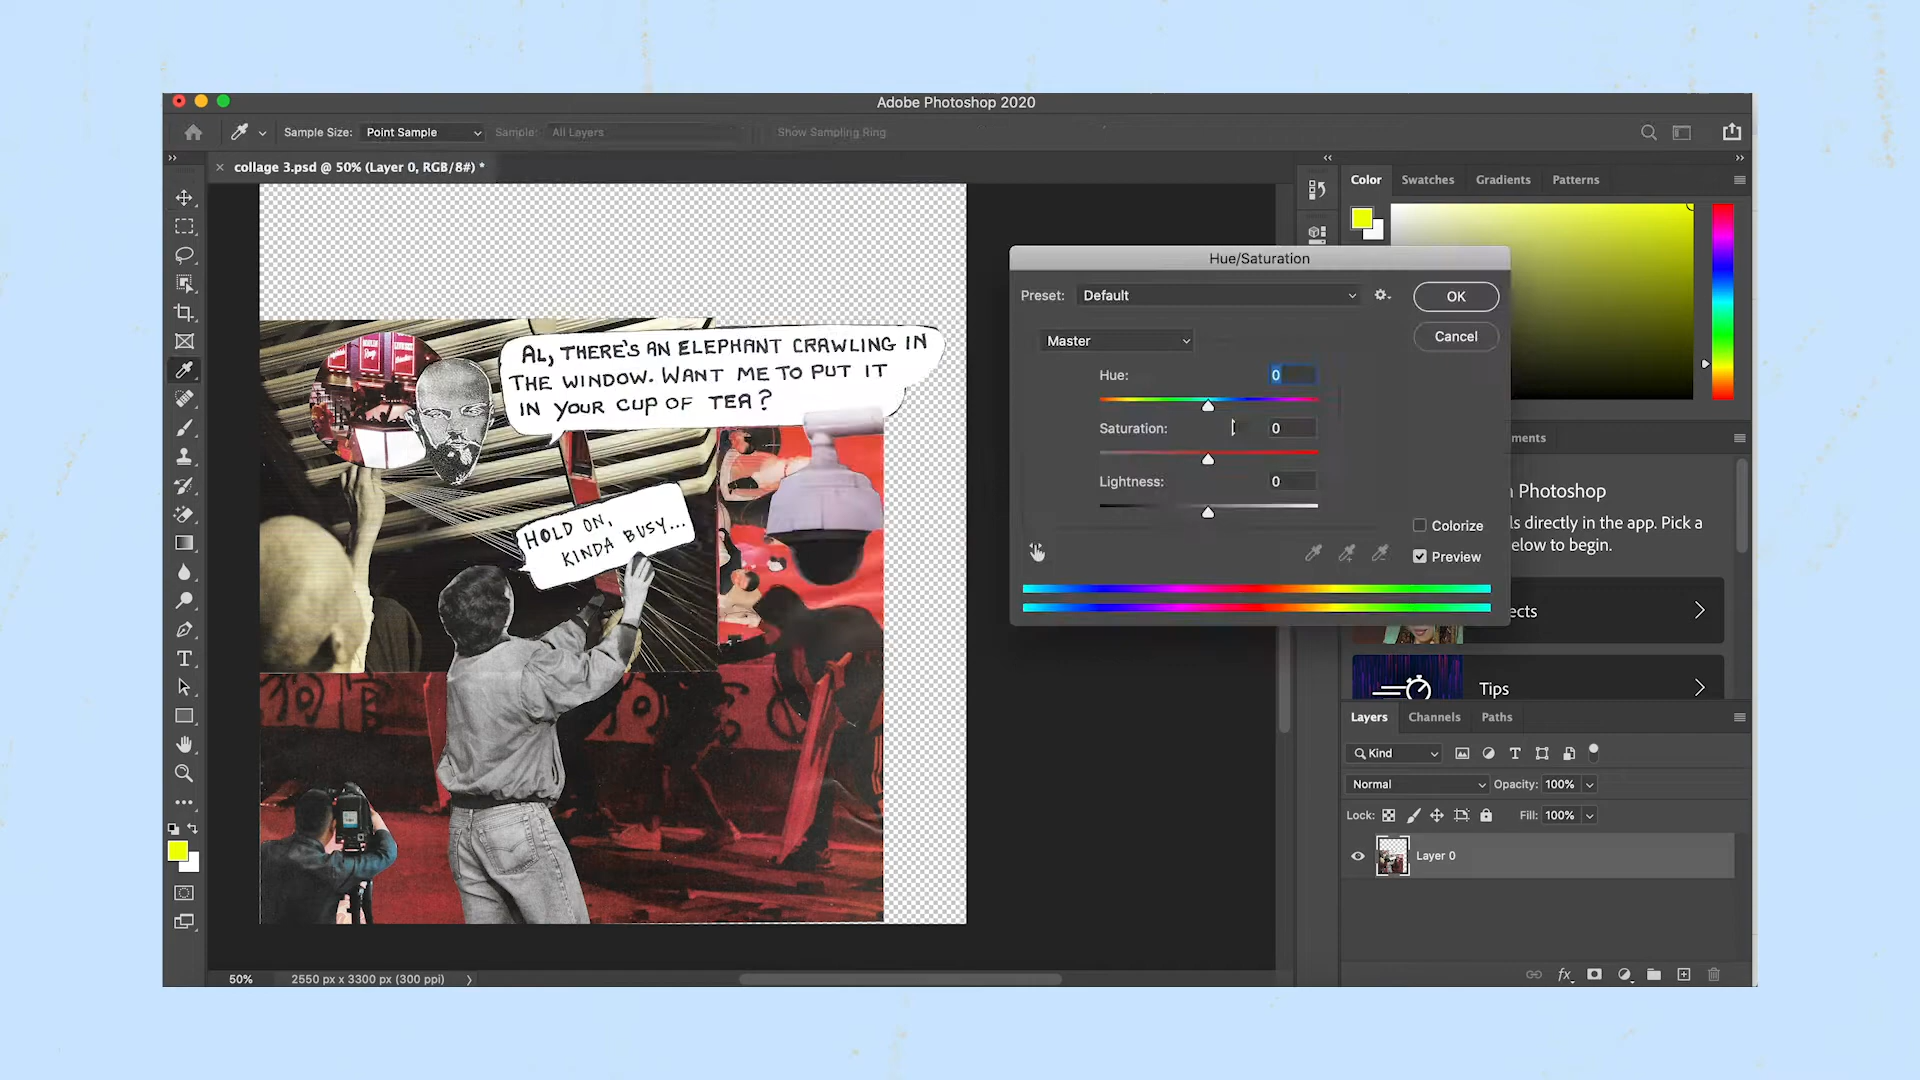 Adobe Photoshop 2020
Sample Size: Point Sample Sample: All Layers Show Sampling Ring
collage 3.psd @ 50% (Layer 0, RGB/8#) *
Color Swatches Gradients Patterns
Hue/Saturation
Preset: Default
OK
Cancel
Master
Hue: 0
Saturation: 0
Lightness: 0
Colorize
Preview
AL, THERE'S AN ELEPHANT CRAWLING IN
THE WINDOW. WANT ME TO PUT IT
IN YOUR CUP OF TEA?
HOLD ON,
KINDA BUSY...
狗官
ments
Photoshop
ls directly in the app. Pick a
elow to begin.
ects
Tips
Layers Channels Paths
Kind
Normal Opacity: 100%
Lock: Fill: 100%
Layer 0
fx
50% 2550 px x 3300 px (300 ppi)